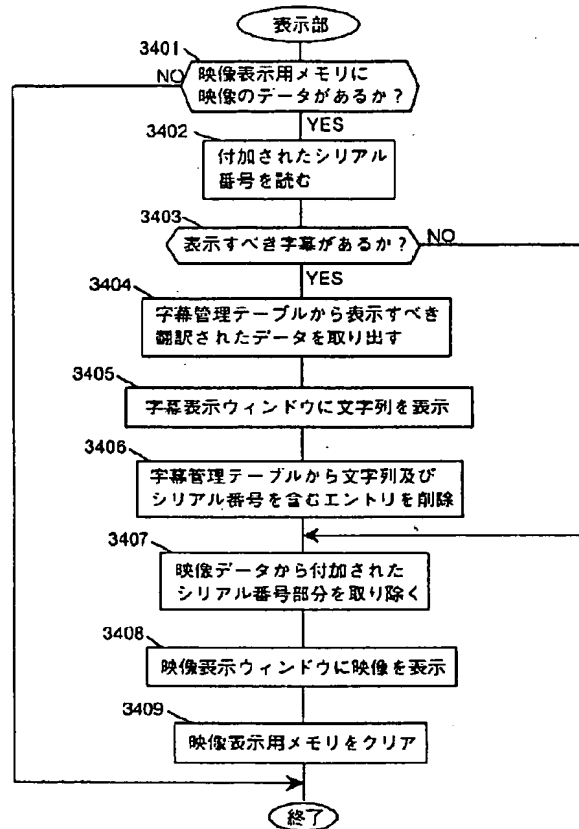 表示部
3401
NO
映像表示用メモリに
映像のデータがあるか?
YES
3402
付加されたシリアル
番号を読む
3403
表示すべき字幕があるか?
NO
YES
3404
字幕管理テーブルから表示すべき
翻訳されたデータを取り出す
3405
字幕表示ウィンドウに文字列を表示
3406
字幕管理テーブルから文字列及び
シリアル番号を含むエントリを削除
3407
映像データから付加された
シリアル番号部分を取り除く
3408
映像表示ウィンドウに映像を表示
3409
映像表示用メモリをクリア
終了